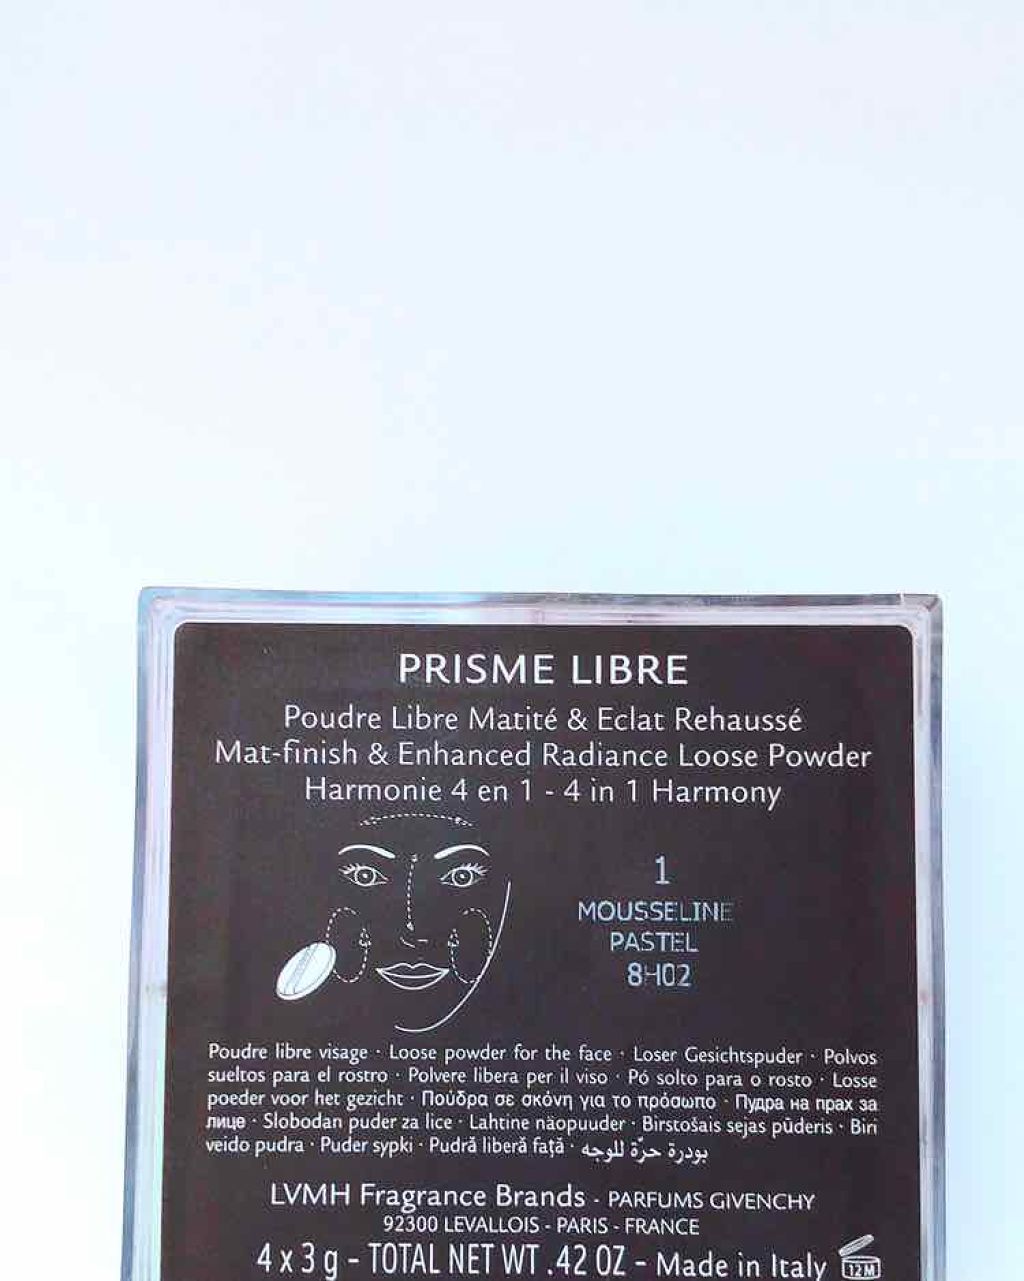 PRISME LIBRE
Poudre Libre Matité & Eclat Rehaussé
Mat-finish & Enhanced Radiance Loose Powder
Harmonie 4 en 1 - 4 in 1 Harmony
1
MOUSSELINE
PASTEL
8H02
Poudre libre visage · Loose powder for the face · Loser Gesichtspuder · Polvos
sueltos para el rostro · Polvere libera per il viso · Pó solto para o rosto · Losse
poeder voor het gezicht · Πούδρα σε σκόνη για το πρόσωπο · Пудра на прах за
лице · Slobodan puder za lice · Lahtine näopuuder · Birstošais sejas pūderis · Biri
veido pudra · Puder sypki · Pudră liberă față · بودرة حرّة للوجه
LVMH Fragrance Brands - PARFUMS GIVENCHY
92300 LEVALLOIS - PARIS - FRANCE
4 x 3 g - TOTAL NET WT .42 OZ - Made in Italy 12M